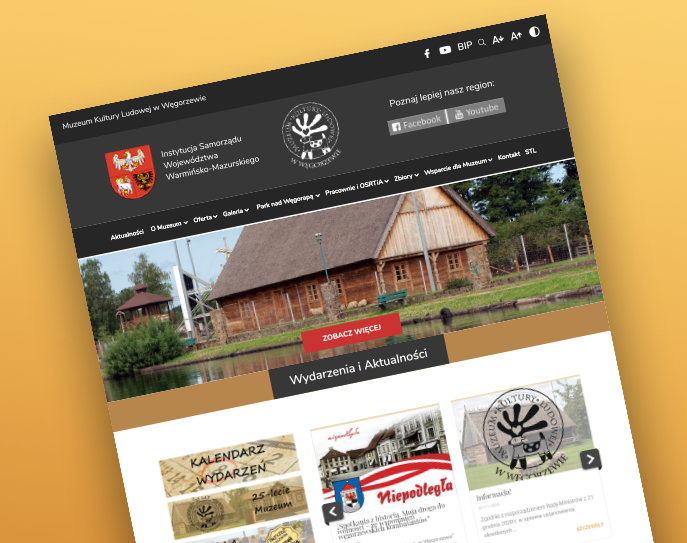 BIP A A
Muzeum Kultury Ludowej w Węgorzewie
Instytucja Samorządu
Województwa
Warmińsko-Mazurskiego
MUZEUM KULTURY LUDOWEJ
W WĘGORZEWIE
Poznaj lepiej nasz region:
Facebook Youtube
Aktualności O Muzeum Oferta Galeria Park nad Węgorapą Pracownie i OSRTiA Zbiory Wsparcie dla Muzeum Kontakt STL
ZOBACZ WIĘCEJ
Wydarzenia i Aktualności
KALENDARZ
WYDARZEŃ
25-lecie
Muzeum
niepodległa
Niepodległa
Spotkania z historią. Moja droga do
wolności – ze wspomnień
węgorzewskich kombatantów"
MUZEUM KULTURY LUDOWEJ
W WĘGORZEWIE
Informacja!
Zgodnie z rozporządzeniem Rady Ministrów z 21
grudnia 2020 r. w sprawie ustanowienia
określonych